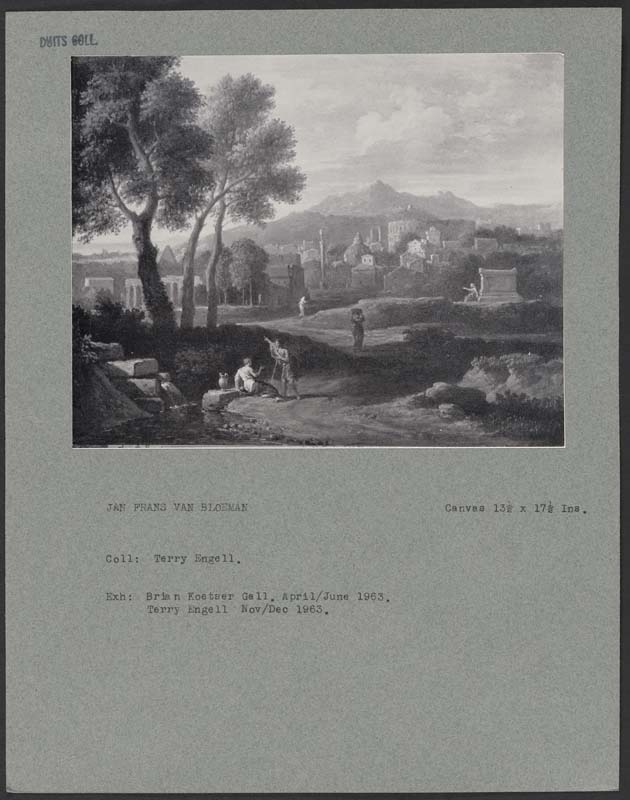 DUITS COLL.
JAN FRANS VAN BLOEMAN
Canvas 13½ x 17½ Ins.
Coll: Terry Engell.
Exh: Brian Koetser Gall. April/June 1963.
Terry Engell Nov/Dec 1963.